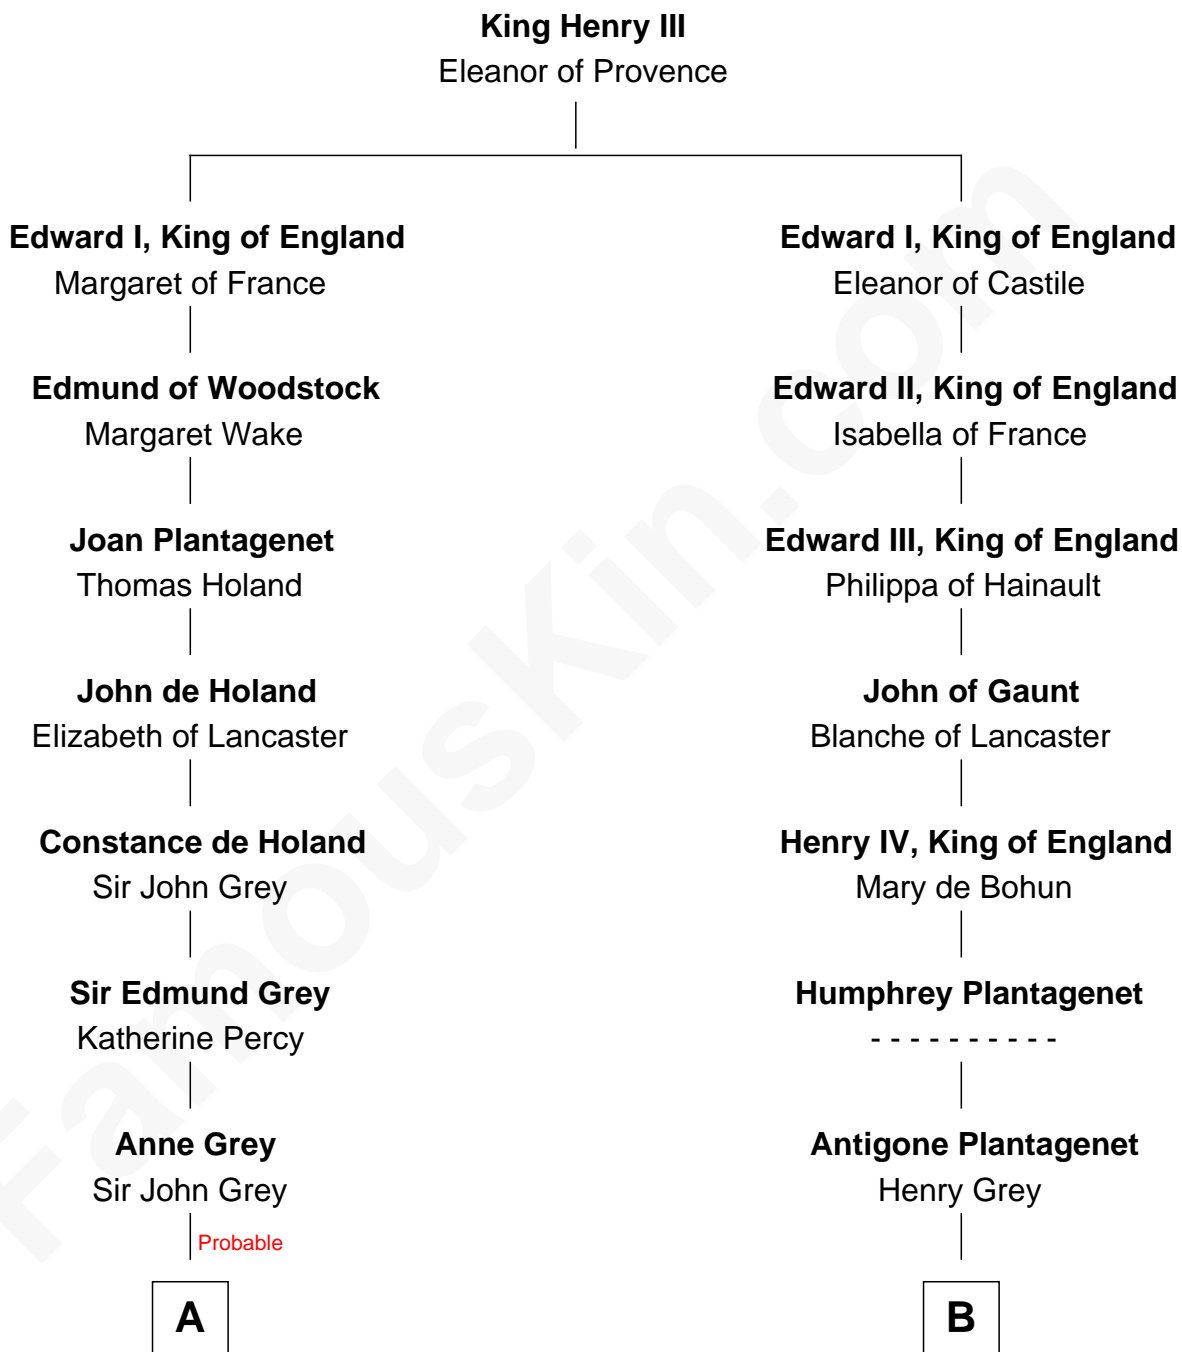 King Henry III
Eleanor of Provence
Edward I, King of England
Margaret of France
Edward I, King of England
Eleanor of Castile
Edmund of Woodstock
Margaret Wake
Edward II, King of England
Isabella of France
Joan Plantagenet
Thomas Holand
Edward III, King of England
Philippa of Hainault
John de Holand
Elizabeth of Lancaster
John of Gaunt
Blanche of Lancaster
Constance de Holand
Sir John Grey
Henry IV, King of England
Mary de Bohun
Sir Edmund Grey
Katherine Percy
Humphrey Plantagenet
- - - - - - - - - -
Anne Grey
Sir John Grey
Antigone Plantagenet
Henry Grey
Probable
A
B
FamousKin.com